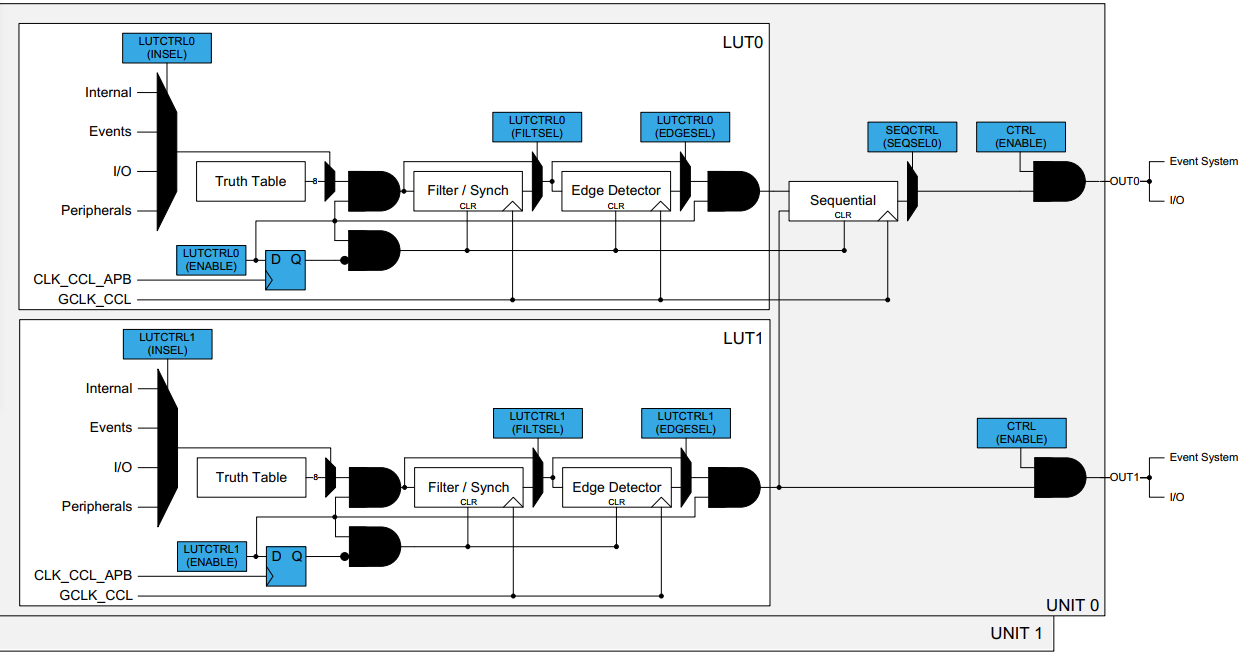 LUT0
LUTCTRL0
(INSEL)
Internal
Events
I/O
Peripherals
Truth Table
8
LUTCTRL0
(FILTSEL)
LUTCTRL0
(EDGESEL)
Filter / Synch
CLR
Edge Detector
CLR
SEQCTRL
(SEQSEL0)
CTRL
(ENABLE)
Sequential
CLR
OUT0
Event System
I/O
LUTCTRL0
(ENABLE)
D Q
CLK_CCL_APB
GCLK_CCL
LUT1
LUTCTRL1
(INSEL)
Internal
Events
I/O
Peripherals
Truth Table
8
LUTCTRL1
(FILTSEL)
LUTCTRL1
(EDGESEL)
Filter / Synch
CLR
Edge Detector
CLR
CTRL
(ENABLE)
OUT1
Event System
I/O
LUTCTRL1
(ENABLE)
D Q
CLK_CCL_APB
GCLK_CCL
UNIT 0
UNIT 1